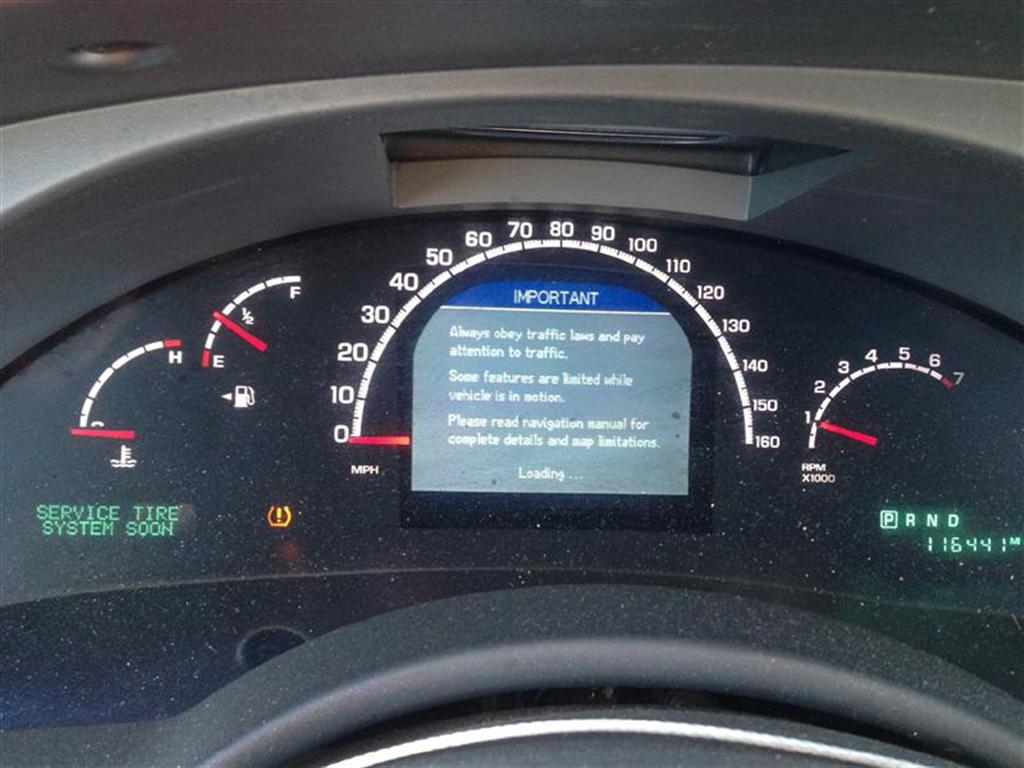 IMPORTANT
Always obey traffic laws and pay
attention to traffic.
Some features are limited while
vehicle is in motion.
Please read navigation manual for
complete details and map limitations.
Loading ...
0
10
20
30
40
50
60
70
80
90
100
110
120
130
140
150
160
MPH
F
½
E
H
C
1
2
3
4
5
6
7
RPM
X1000
SERVICE TIRE
SYSTEM SOON
P R N D
116441 M